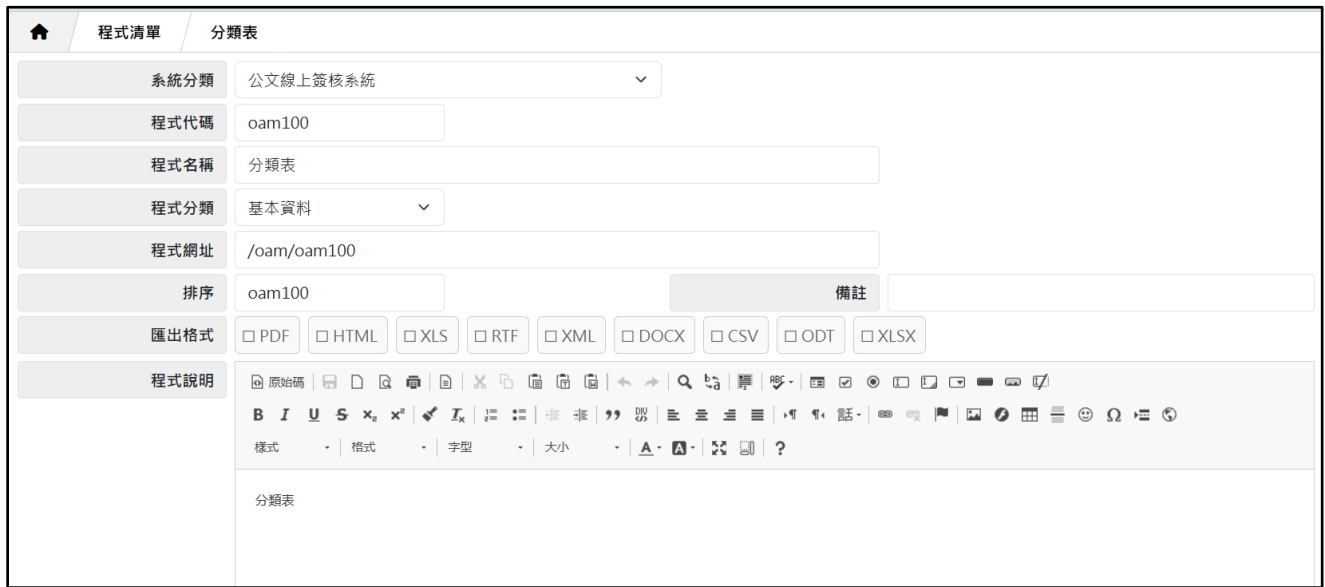 程式清單 分類表
系統分類 公文線上簽核系統
程式代碼 oam100
程式名稱 分類表
程式分類 基本資料
程式網址 /oam/oam100
排序 oam100 備註
匯出格式 PDF HTML XLS RTF XML DOCX CSV ODT XLSX
程式說明 原始碼
樣式 格式 字型 大小
分類表